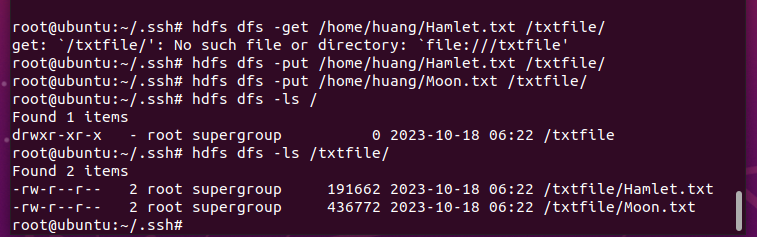 root@ubuntu:~/.ssh# hdfs dfs -get /home/huang/Hamlet.txt /txtfile/
get: `/txtfile/': No such file or directory: `file:///txtfile'
root@ubuntu:~/.ssh# hdfs dfs -put /home/huang/Hamlet.txt /txtfile/
root@ubuntu:~/.ssh# hdfs dfs -put /home/huang/Moon.txt /txtfile/
root@ubuntu:~/.ssh# hdfs dfs -ls /
Found 1 items
drwxr-xr-x   - root supergroup          0 2023-10-18 06:22 /txtfile
root@ubuntu:~/.ssh# hdfs dfs -ls /txtfile/
Found 2 items
-rw-r--r--   2 root supergroup     191662 2023-10-18 06:22 /txtfile/Hamlet.txt
-rw-r--r--   2 root supergroup     436772 2023-10-18 06:22 /txtfile/Moon.txt
root@ubuntu:~/.ssh#